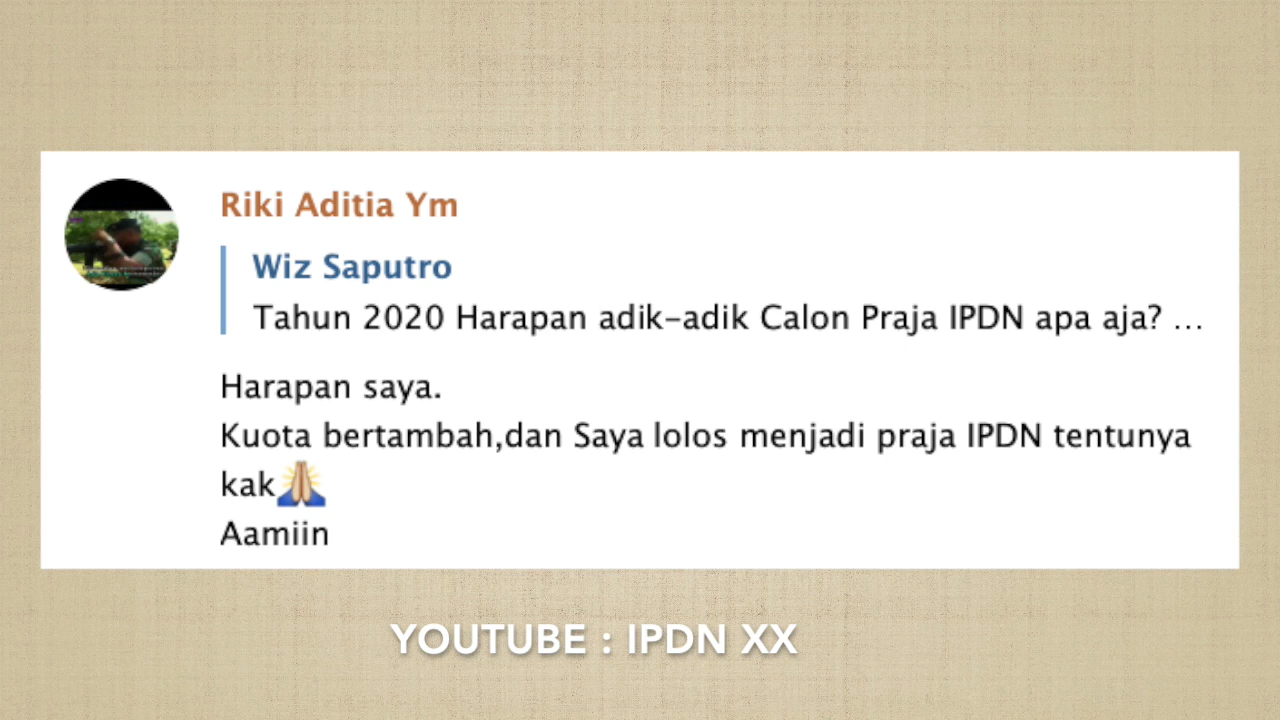 Riki Aditia Ym
Wiz Saputro
Tahun 2020 Harapan adik-adik Calon Praja IPDN apa aja? ...
Harapan saya.
Kuota bertambah,dan Saya lolos menjadi praja IPDN tentunya
kak🙏
Aamiin
YOUTUBE : IPDN XX